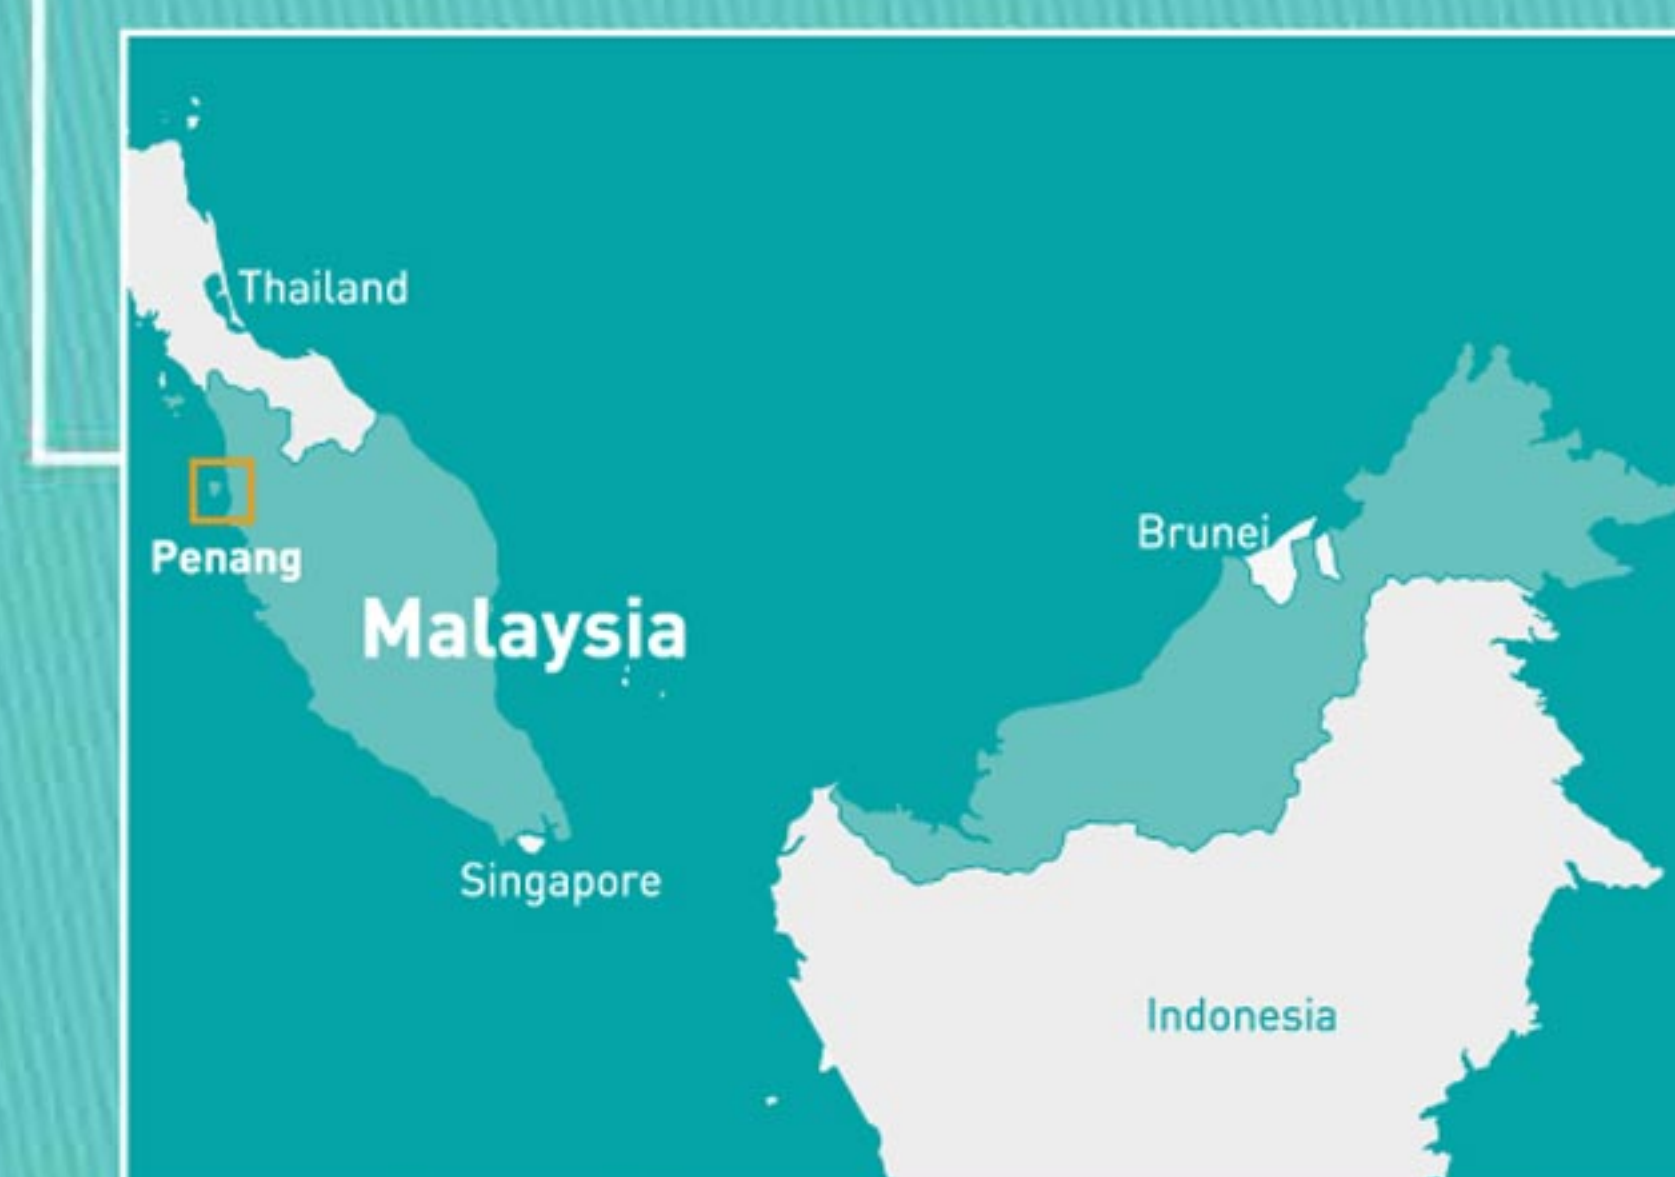 Thailand
Penang
Malaysia
Brunei
Singapore
Indonesia